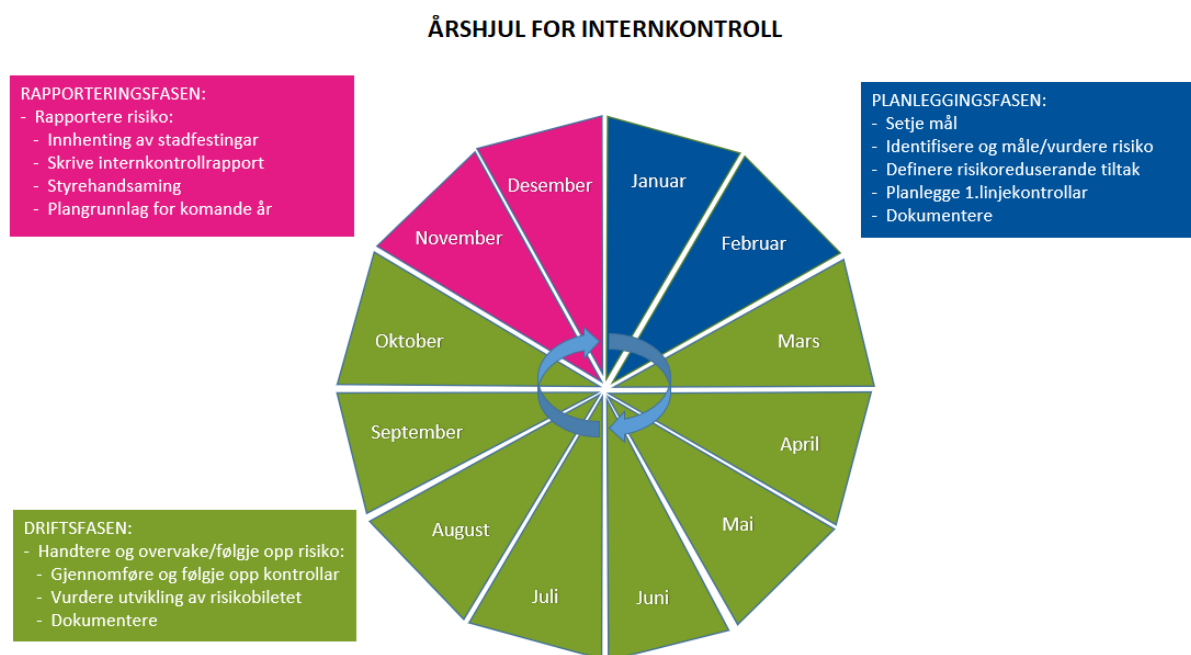 ÅRSHJUL FOR INTERNKONTROLL
RAPPORTERINGSFASEN:
- Rapportere risiko:
- Innhenting av stadfestingar
- Skrive internkontrollrapport
- Styrehandsaming
- Plangrunnlag for komande år
PLANLEGGINGSFASEN:
- Setje mål
- Identifisere og måle/vurdere risiko
- Definere risikoreduserande tiltak
- Planlegge 1.linjekontrollar
- Dokumentere
Januar
Februar
Mars
April
Mai
Juni
Juli
August
September
Oktober
November
Desember
DRIFTSFASEN:
- Handtere og overvake/følgje opp risiko:
- Gjennomføre og følgje opp kontrollar
- Vurdere utvikling av risikobiletet
- Dokumentere